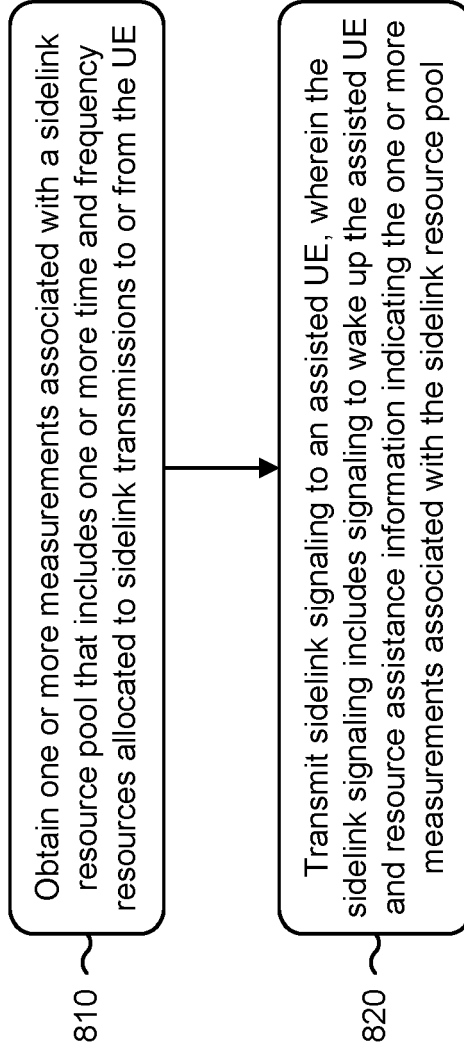 810
Obtain one or more measurements associated with a sidelink
resource pool that includes one or more time and frequency
resources allocated to sidelink transmissions to or from the UE
820
Transmit sidelink signaling to an assisted UE, wherein the
sidelink signaling includes signaling to wake up the assisted UE
and resource assistance information indicating the one or more
measurements associated with the sidelink resource pool